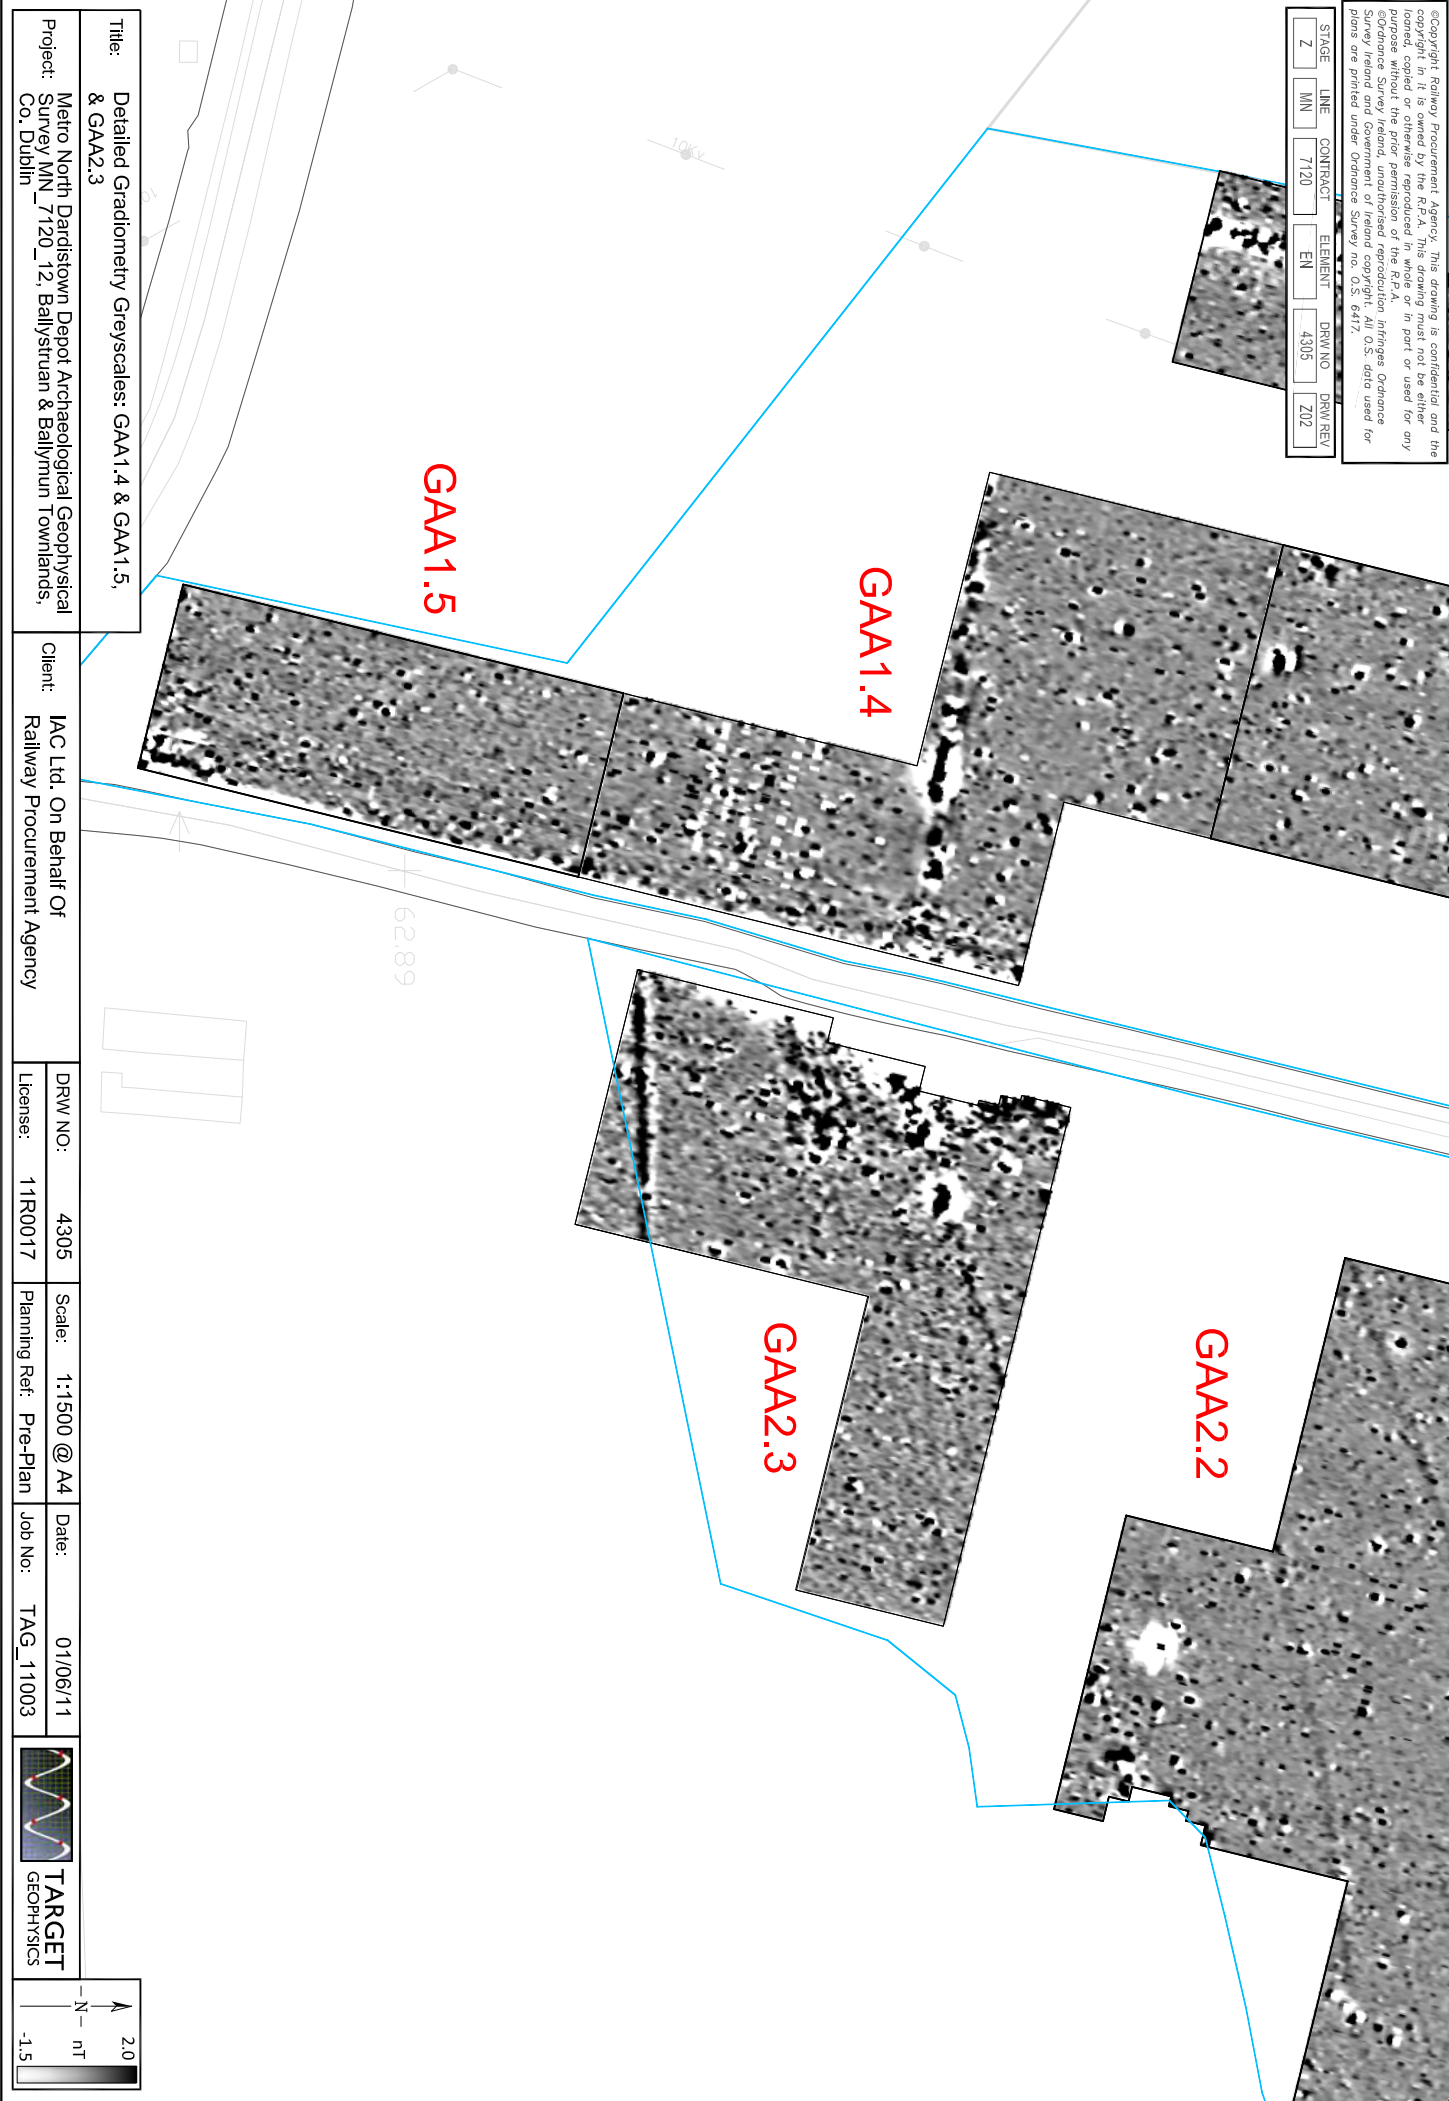 ©Copyright Railway Procurement Agency. This drawing is confidential and the
copyright in it is owned by the R.P.A. This drawing must not be either
loaned, copied or otherwise reproduced in whole or in part or used for any
purpose without the prior permission of the R.P.A.
©Ordnance Survey Ireland, unauthorised reprodcution infringes Ordnance
Survey Ireland and Government of Ireland copyright. All O.S. data used for
plans are printed under Ordnance Survey no. O.S. 6417.
STAGE LINE CONTRACT ELEMENT DRW NO DRW REV
Z MN 7120 EN 4305 Z02
10Kv
GAA2.2
GAA1.4
GAA2.3
GAA1.5
62.89
Title: Detailed Gradiometry Greyscales: GAA1.4 & GAA1.5,
& GAA2.3
Project: Metro North Dardistown Depot Archaeological Geophysical
Survey MN_7120_12, Ballystruan & Ballymun Townlands,
Co. Dublin
Client: IAC Ltd. On Behalf Of
Railway Procurement Agency
DRW NO: 4305
License: 11R0017
Scale: 1:1500 @ A4
Planning Ref: Pre-Plan
Date: 01/06/11
Job No: TAG_11003
TARGET
GEOPHYSICS
N
2.0
nT
-1.5